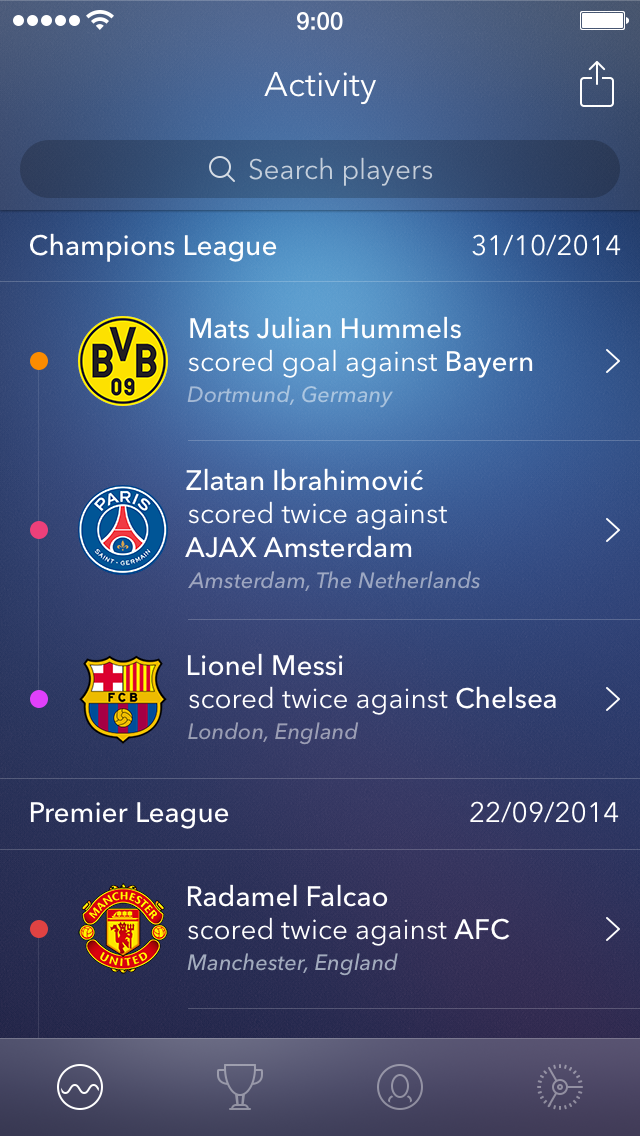 9:00
Activity
Search players
Champions League 31/10/2014
BVB
09
Mats Julian Hummels
scored goal against Bayern
Dortmund, Germany
PARIS
SAINT-GERMAIN
Zlatan Ibrahimović
scored twice against
AJAX Amsterdam
Amsterdam, The Netherlands
FCB
Lionel Messi
scored twice against Chelsea
London, England
Premier League 22/09/2014
MANCHESTER
UNITED
Radamel Falcao
scored twice against AFC
Manchester, England